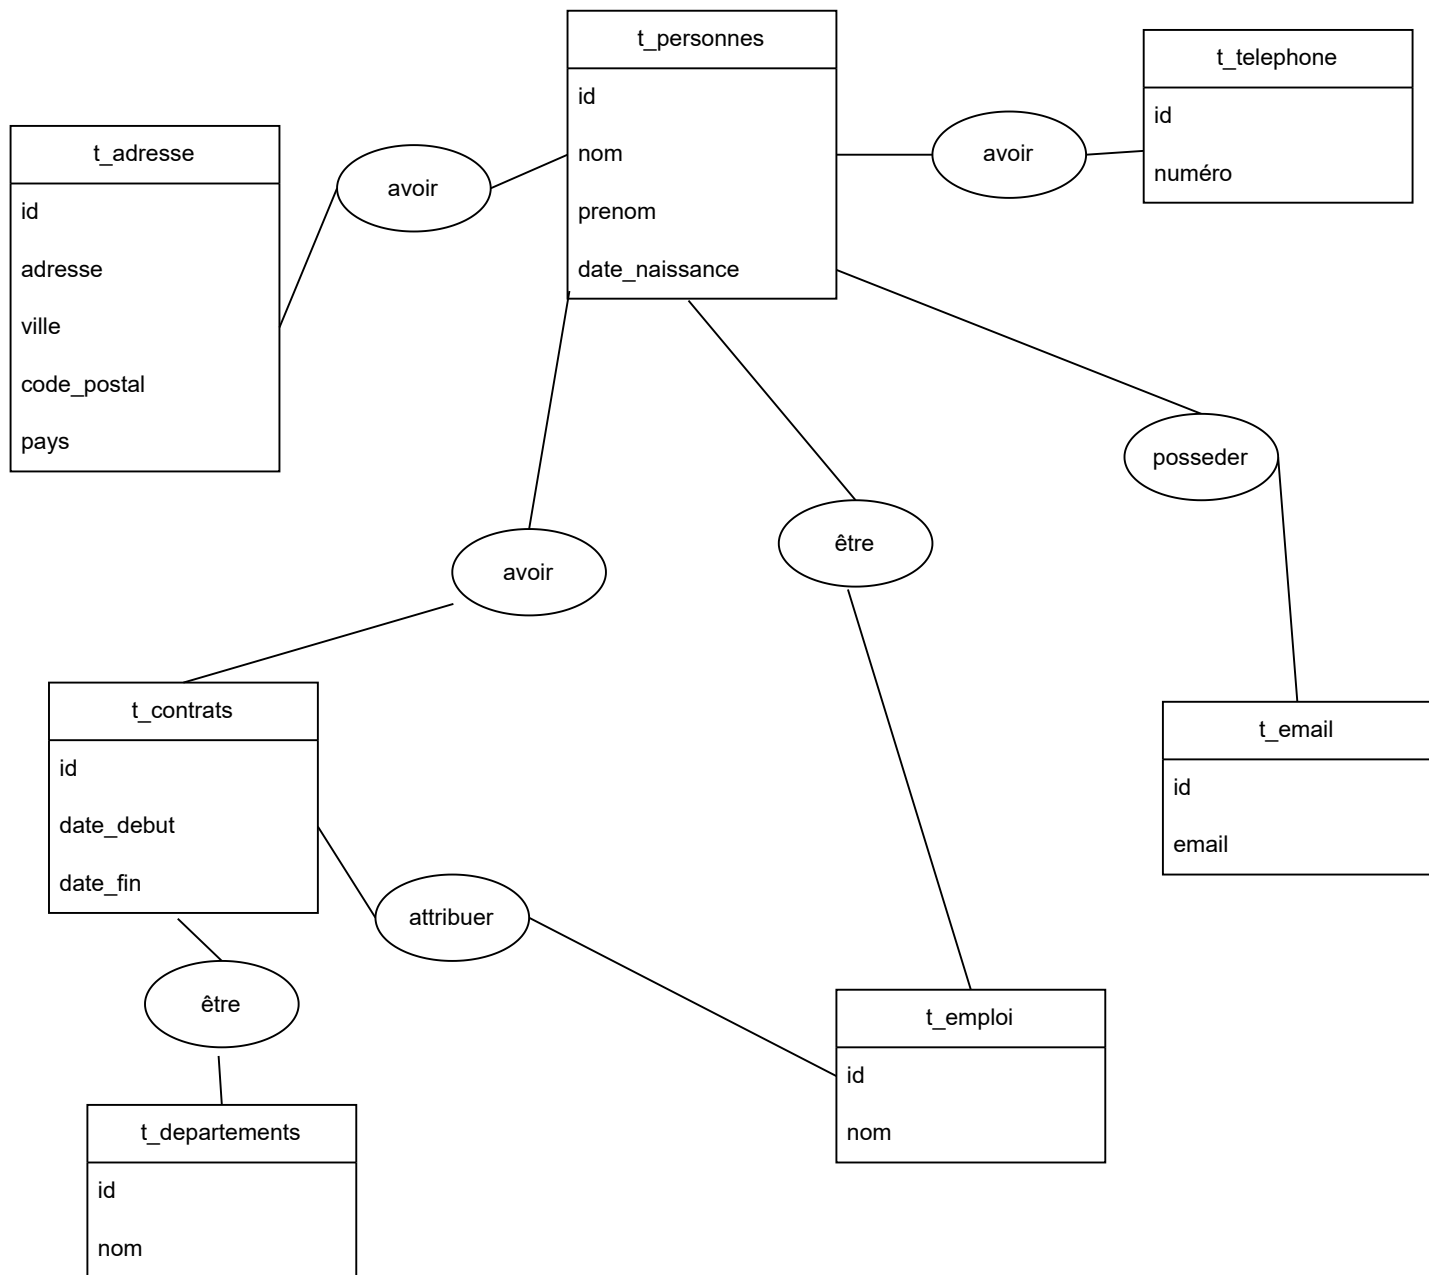 t_personnes
id
nom
prenom
date_naissance
t_telephone
id
numéro
avoir
t_adresse
id
adresse
ville
code_postal
pays
avoir
posseder
être
avoir
t_contrats
id
date_debut
date_fin
t_email
id
email
attribuer
être
t_emploi
id
nom
t_departements
id
nom